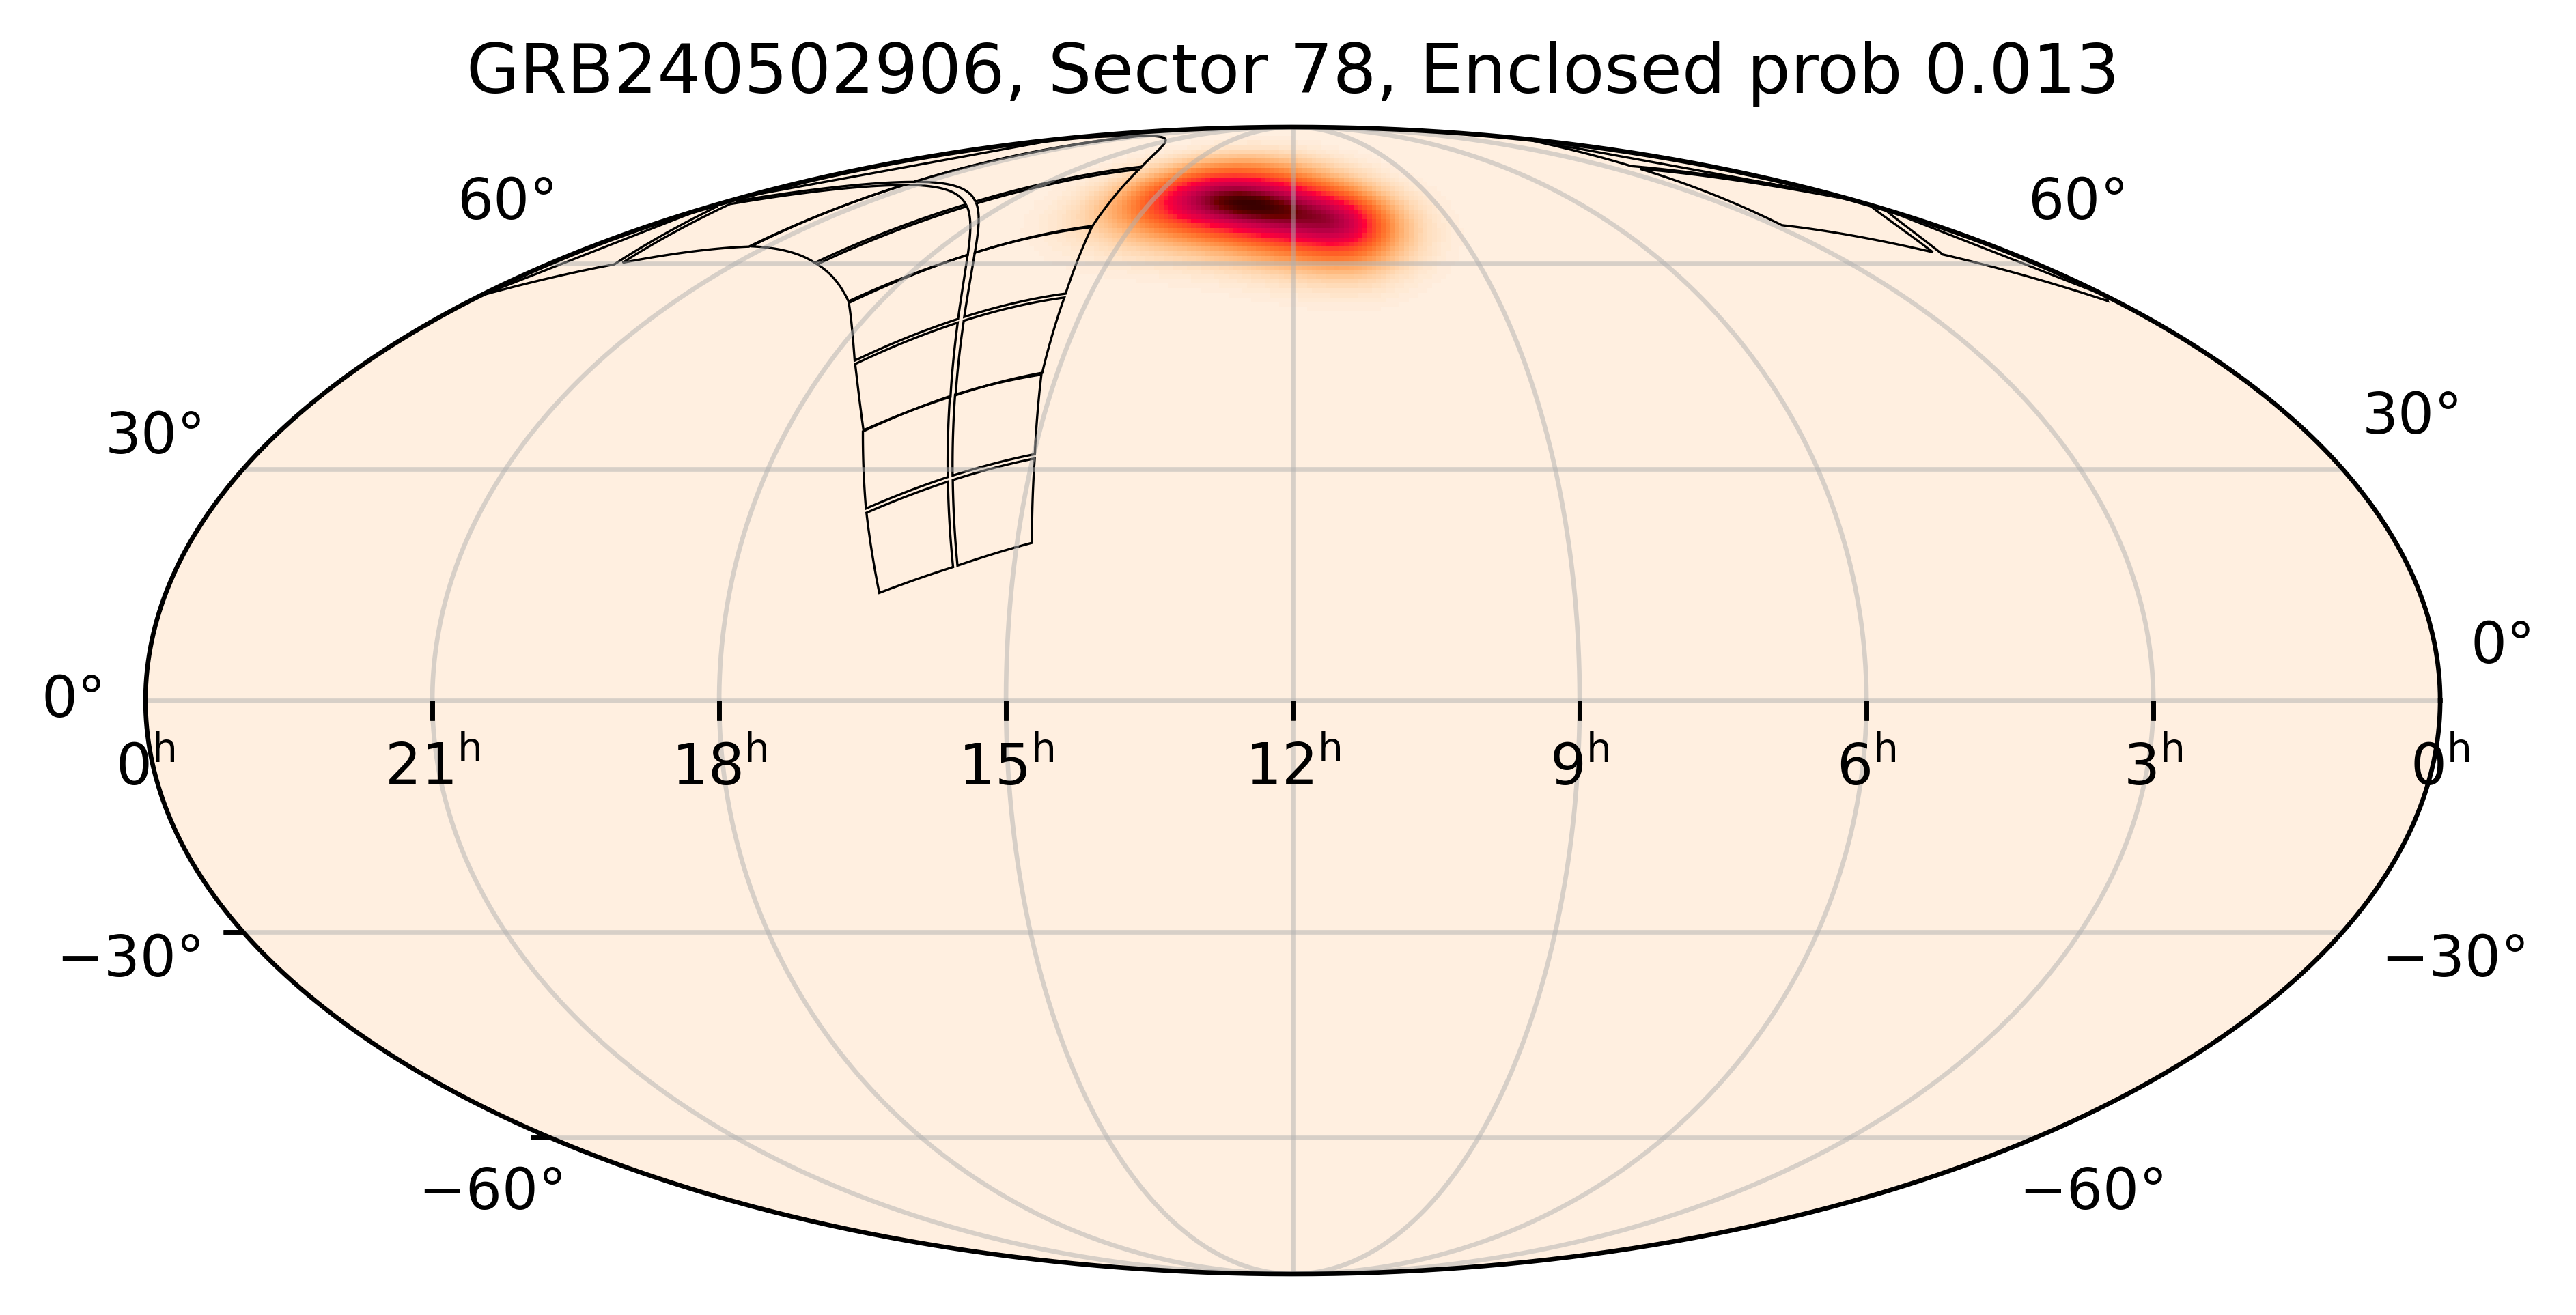 GRB240502906, Sector 78, Enclosed prob 0.013
60° 60°
30° 30°
0° 0°
0h 21h 18h 15h 12h 9h 6h 3h 0h
−30° −30°
−60° −60°